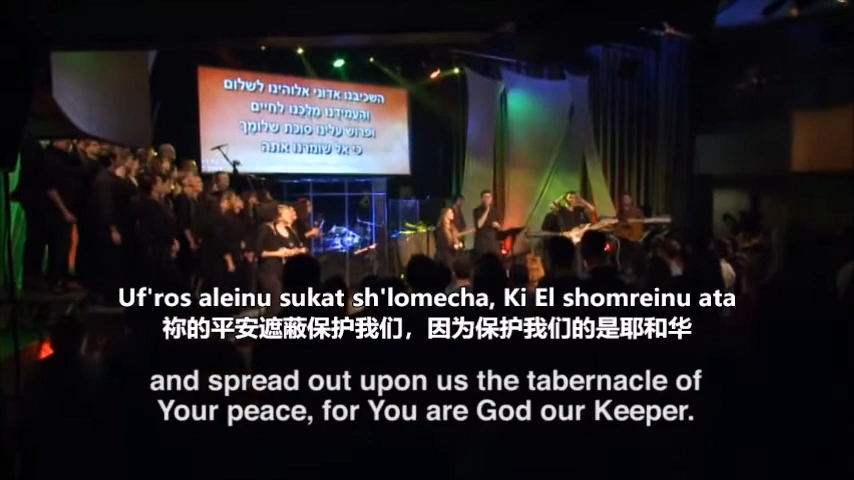 השכיבנו אדוני אלוהינו לשלום
והעמידנו מלכנו לחיים
ופרוש עלינו סוכת שלומך
כי אל שומרנו אתה
Uf'ros aleinu sukat sh'lomecha, Ki El shomreinu ata
祢的平安遮蔽保护我们，因为保护我们的是耶和华
and spread out upon us the tabernacle of
Your peace, for You are God our Keeper.